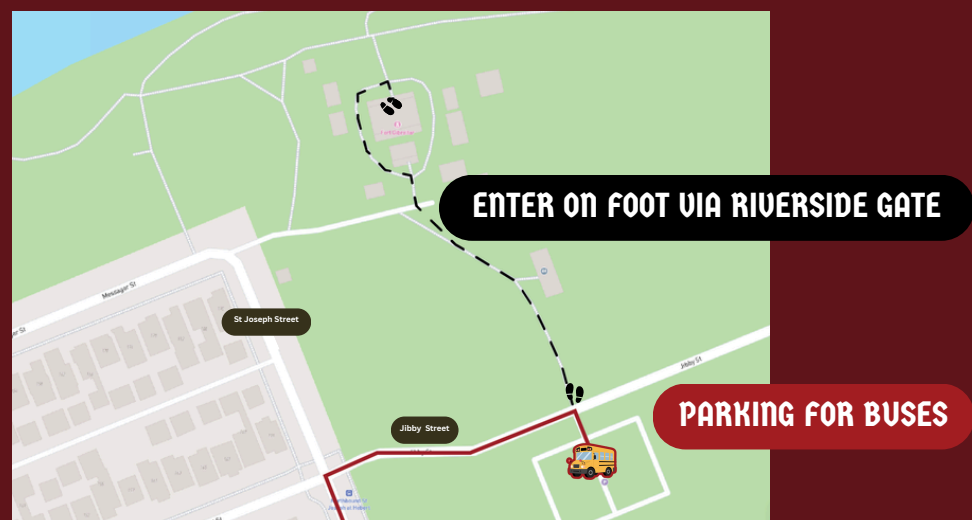 ENTER ON FOOT VIA RIVERSIDE GATE
Messager St
St Joseph Street
Jibby St
PARKING FOR BUSES
Jibby Street